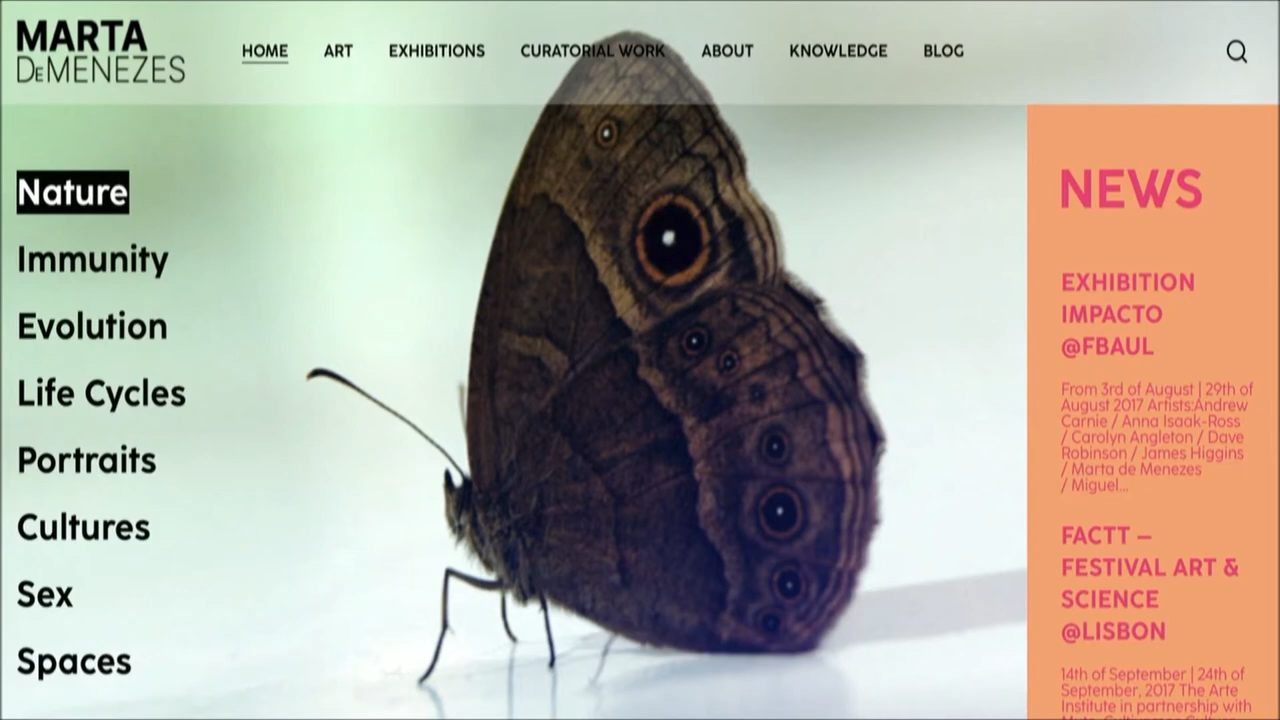 MARTA
DEMENEZES
HOME ART EXHIBITIONS CURATORIAL WORK ABOUT KNOWLEDGE BLOG
Nature
Immunity
Evolution
Life Cycles
Portraits
Cultures
Sex
Spaces
NEWS
EXHIBITION
IMPACTO
@FBAUL
From 3rd of August | 29th of
August 2017 Artists:Andrew
Carnie / Anna Isaak-Ross
/ Carolyn Angleton / Dave
Robinson / James Higgins
/ Marta de Menezes
/ Miguel...
FACTT –
FESTIVAL ART &
SCIENCE
@LISBON
14th of September | 24th of
September, 2017 The Arte
Institute in partnership with